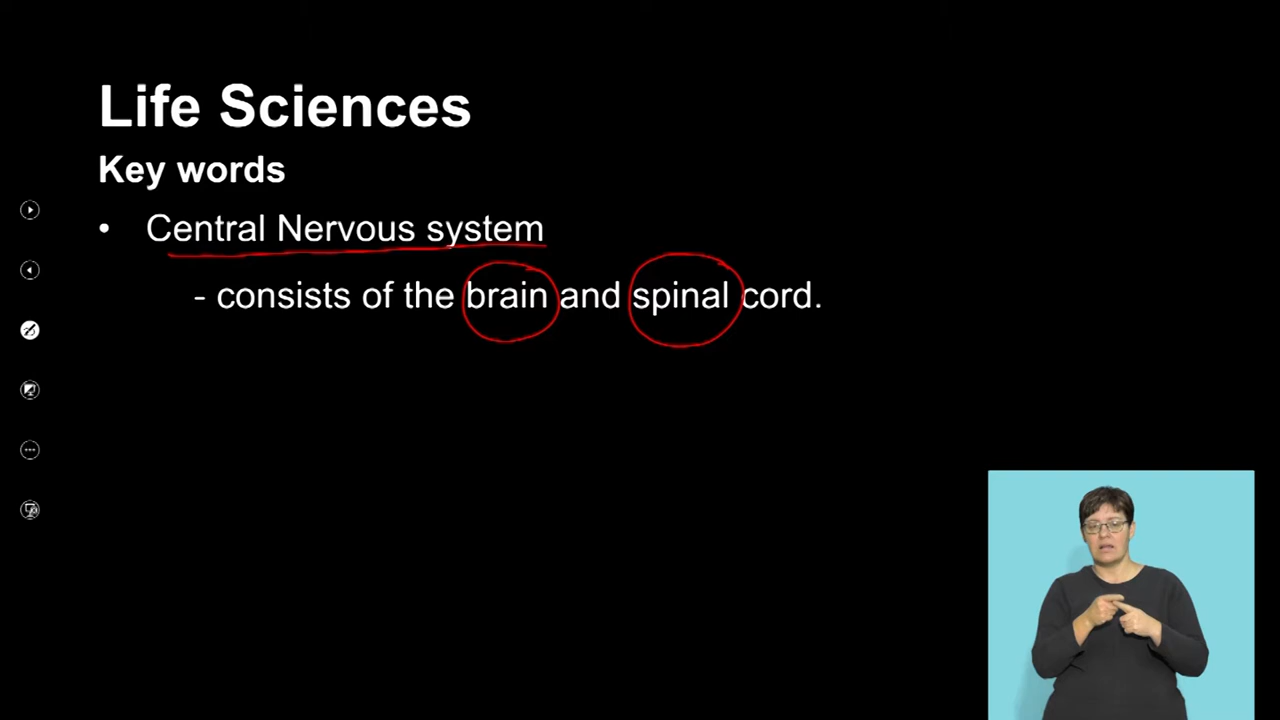 Life Sciences
Key words
• Central Nervous system
- consists of the brain and spinal cord.